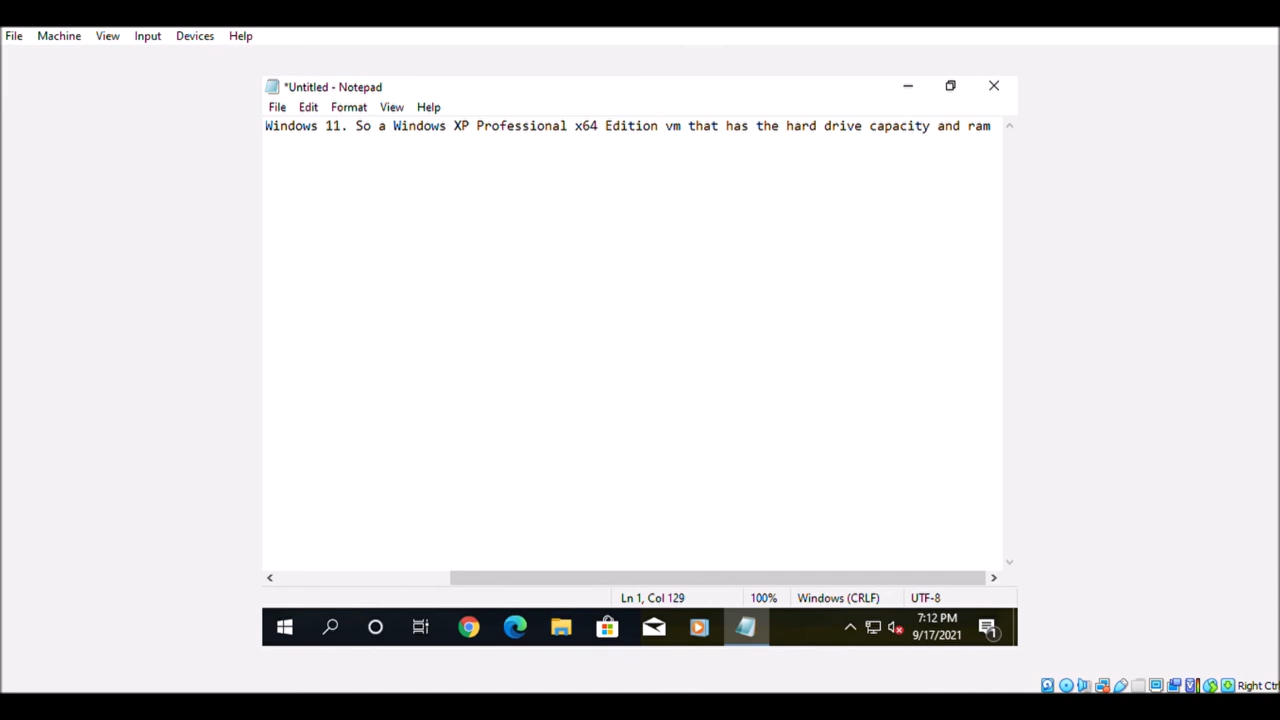 File Machine View Input Devices Help
*Untitled - Notepad
File Edit Format View Help
Windows 11. So a Windows XP Professional x64 Edition vm that has the hard drive capacity and ram
Ln 1, Col 129 100% Windows (CRLF) UTF-8
7:12 PM
9/17/2021
1
Right Ctrl